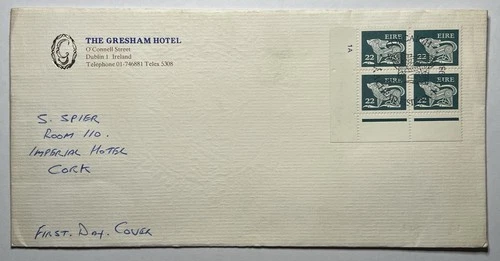 THE GRESHAM HOTEL
O'Connell Street
Dublin 1 Ireland
Telephone 01-746881 Telex 5308
1A
EIRE
22
EIRE
22
EIRE
22
EIRE
22
S. SPIER
ROOM 110.
IMPERIAL HOTEL
CORK
FIRST. DAY. COVER